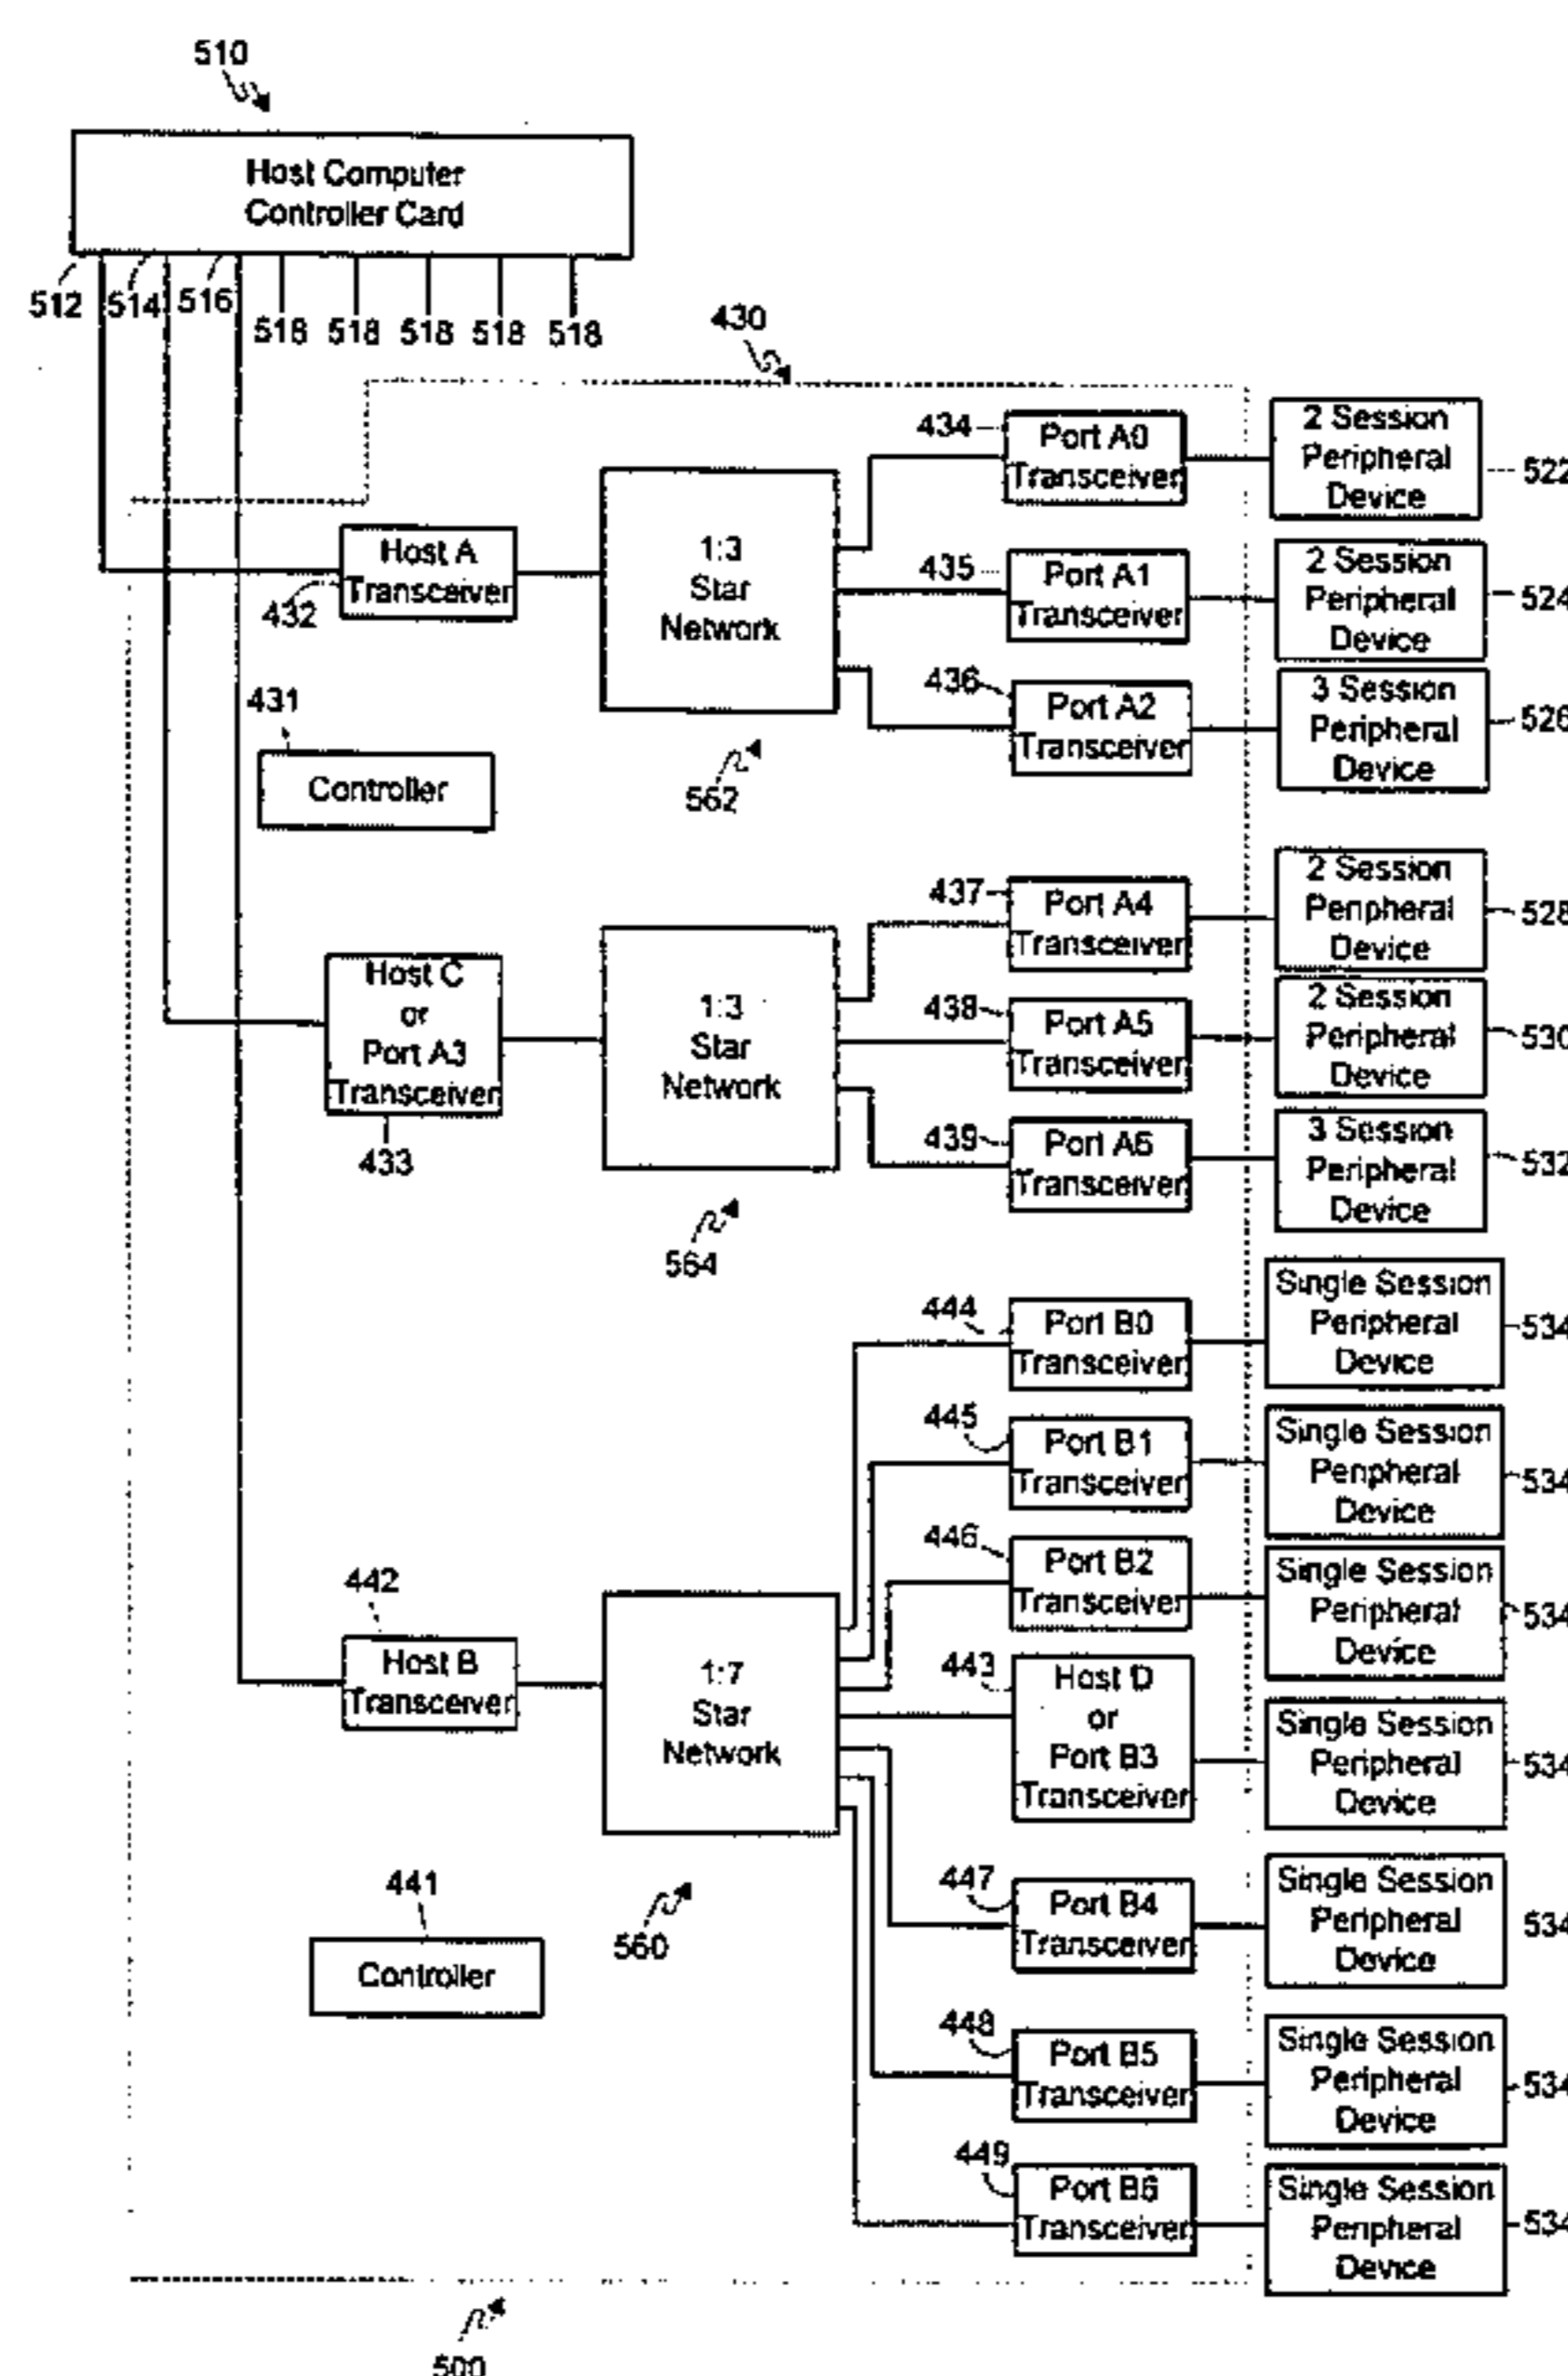 510
Host Computer
Controller Card
512
514
516
518
518
518
518
518
430
434
Port A0
Transceiver
2 Session
Peripheral
Device
522
Host A
Transceiver
432
1:3
Star
Network
435
Port A1
Transceiver
2 Session
Peripheral
Device
524
436
Port A2
Transceiver
3 Session
Peripheral
Device
526
431
Controller
562
437
Port A4
Transceiver
2 Session
Peripheral
Device
528
Host C
or
Port A3
Transceiver
433
1:3
Star
Network
438
Port A5
Transceiver
2 Session
Peripheral
Device
530
439
Port A6
Transceiver
3 Session
Peripheral
Device
532
564
444
Port B0
Transceiver
Single Session
Peripheral
Device
534
445
Port B1
Transceiver
Single Session
Peripheral
Device
534
446
Port B2
Transceiver
Single Session
Peripheral
Device
534
442
Host B
Transceiver
1:7
Star
Network
443
Host D
or
Port B3
Transceiver
Single Session
Peripheral
Device
534
447
Port B4
Transceiver
Single Session
Peripheral
Device
534
441
Controller
560
448
Port B5
Transceiver
Single Session
Peripheral
Device
534
449
Port B6
Transceiver
Single Session
Peripheral
Device
534
500